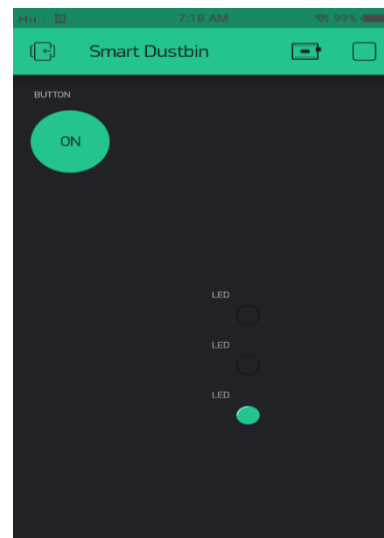 7:18 AM 99%
Smart Dustbin
BUTTON
ON
LED
LED
LED